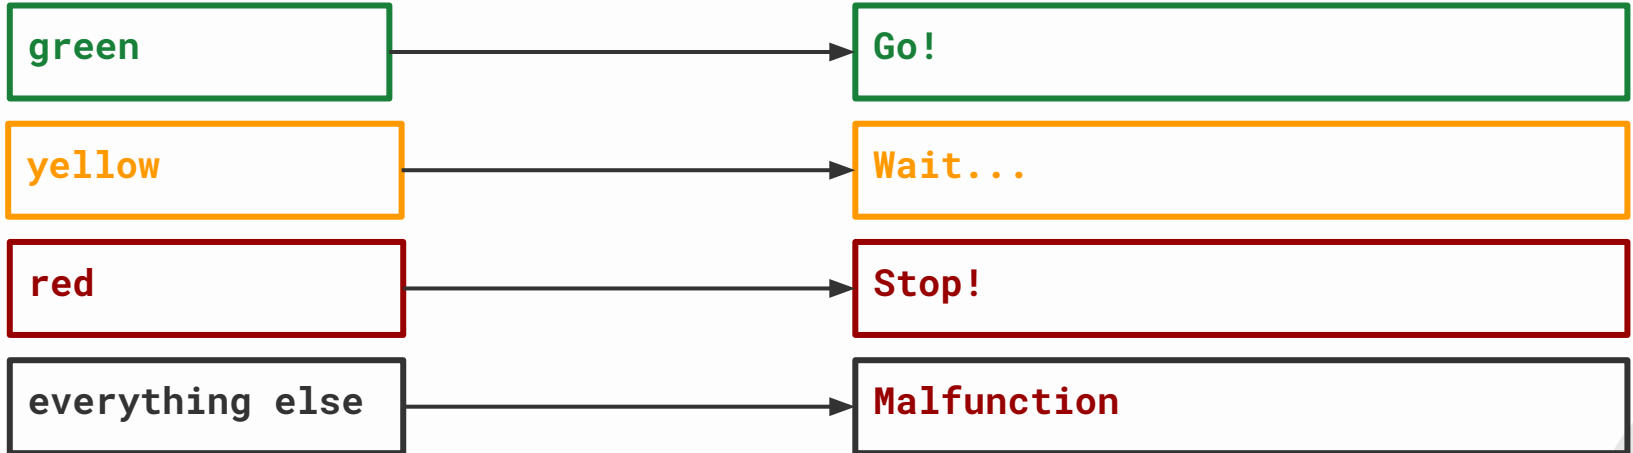 green
Go!
yellow
Wait...
red
Stop!
everything else
Malfunction